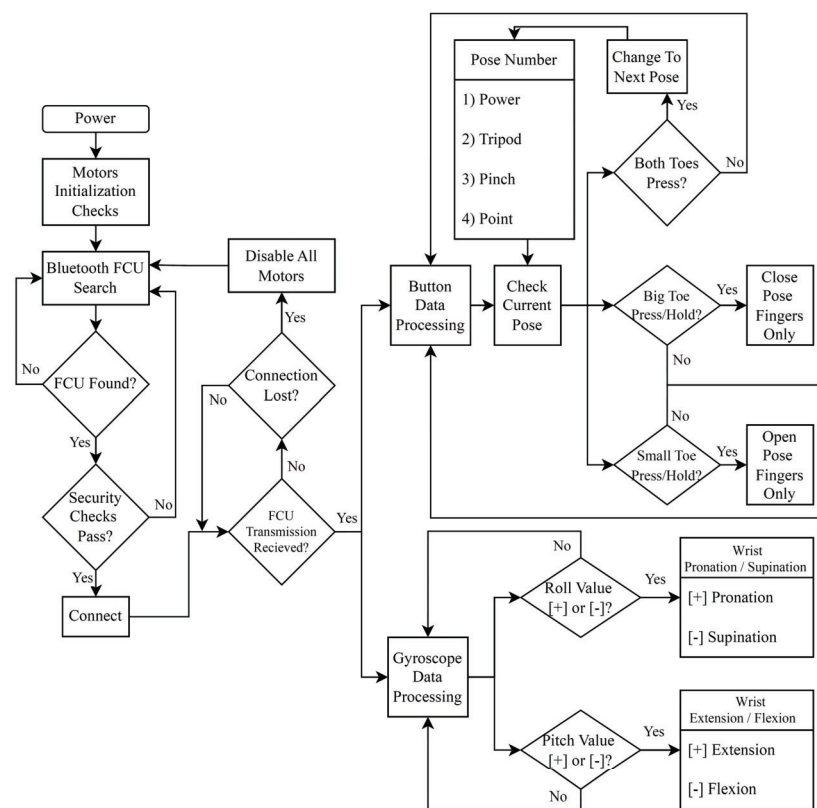 Power
Motors
Initialization
Checks
Bluetooth FCU
Search
No
FCU Found?
Yes
Security
Checks
Pass?
No
Yes
Connect
Disable All
Motors
Yes
Connection
Lost?
No
No
FCU
Transmission
Recieved?
Yes
Pose Number
1) Power
2) Tripod
3) Pinch
4) Point
Change To
Next Pose
Yes
Both Toes
Press?
No
Button
Data
Processing
Check
Current
Pose
Big Toe
Press/Hold?
Yes
Close
Pose
Fingers
Only
No
No
Small Toe
Press/Hold?
Yes
Open
Pose
Fingers
Only
Gyroscope
Data
Processing
No
Roll Value
[+] or [-]?
Yes
Wrist
Pronation / Supination
[+] Pronation
[-] Supination
Pitch Value
[+] or [-]?
Yes
No
Wrist
Extension / Flexion
[+] Extension
[-] Flexion